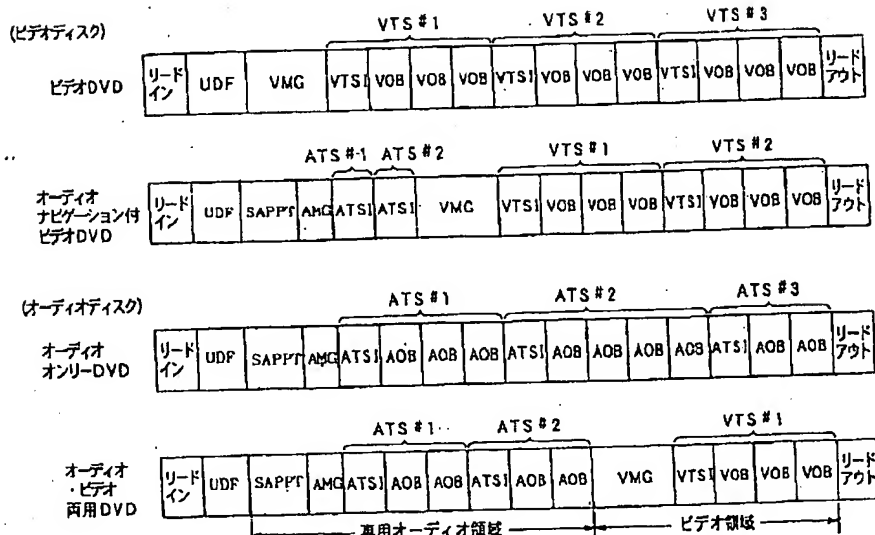 (ビデオディスク)
VTS #1 VTS #2 VTS #3
ビデオDVD
リードイン UDF VMG VTSI VOB VOB VOB VTSI VOB VOB VOB VTSI VOB VOB VOB リードアウト
ATS #1 ATS #2 VTS #1 VTS #2
オーディオ
ナビゲーション付
ビデオDVD
リードイン UDF SAPPT AMG ATSI ATSI VMG VTSI VOB VOB VOB VTSI VOB VOB VOB リードアウト
(オーディオディスク)
ATS #1 ATS #2 ATS #3
オーディオ
オンリーDVD
リードイン UDF SAPPT AMG ATSI AOB AOB AOB ATSI AOB AOB AOB AOB ATSI AOB AOB リードアウト
ATS #1 ATS #2 VTS #1
オーディオ
・ビデオ
両用DVD
リードイン UDF SAPPT AMG ATSI AOB AOB ATSI AOB AOB VMG VTSI VOB VOB VOB リードアウト
専用オーディオ領域 ビデオ領域